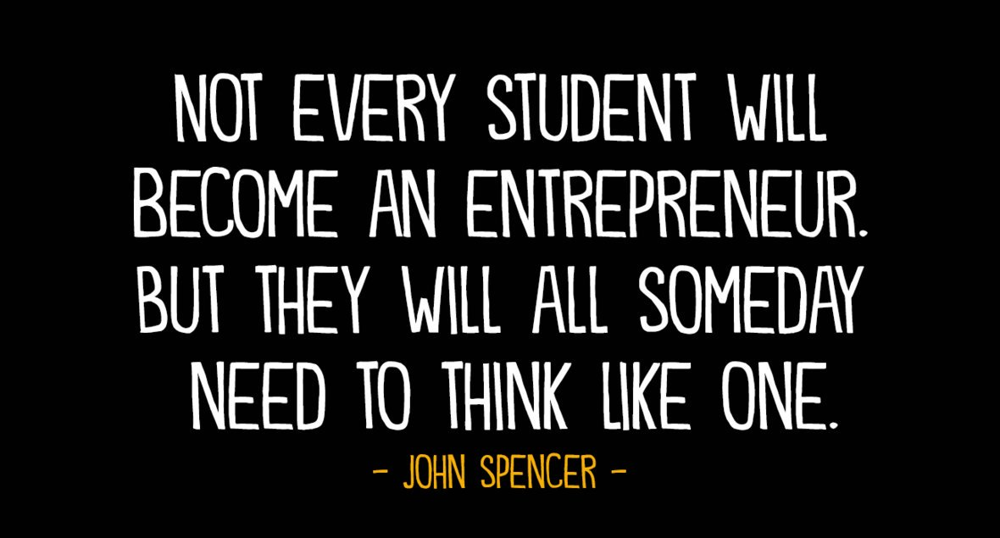 NOT EVERY STUDENT WILL
BECOME AN ENTREPRENEUR.
BUT THEY WILL ALL SOMEDAY
NEED TO THINK LIKE ONE.
- JOHN SPENCER -